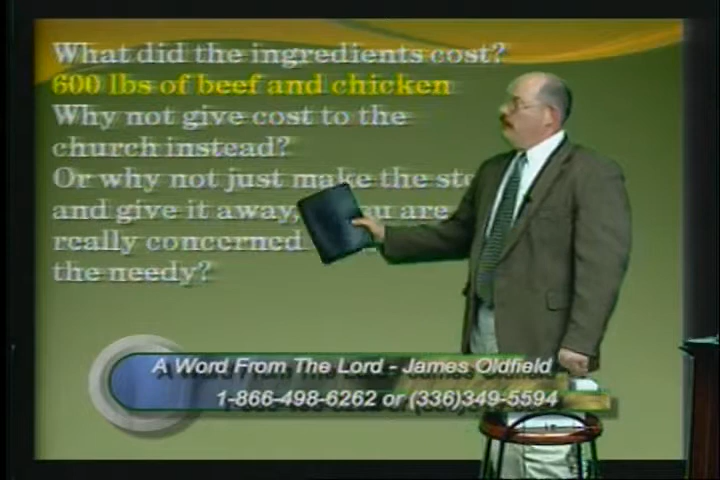 What did the ingredients cost?
600 lbs of beef and chicken
Why not give cost to the
church instead?
Or why not just make the
and give it away, are
really concerned
the needy?
A Word From The Lord - James Oldfield
1-866-498-6262 or (336)349-5594